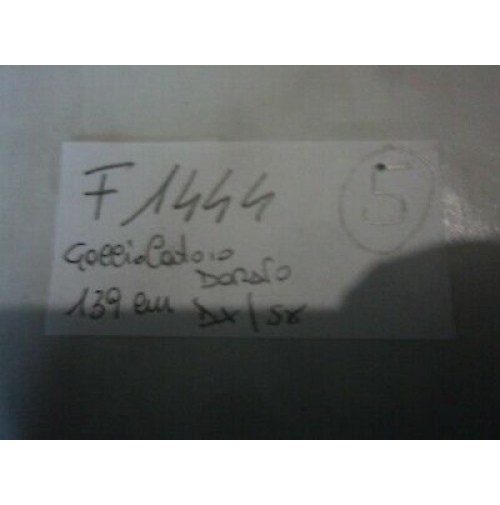 F1444 5
Gocciolatoio
DORATO
139 cm DX/SX